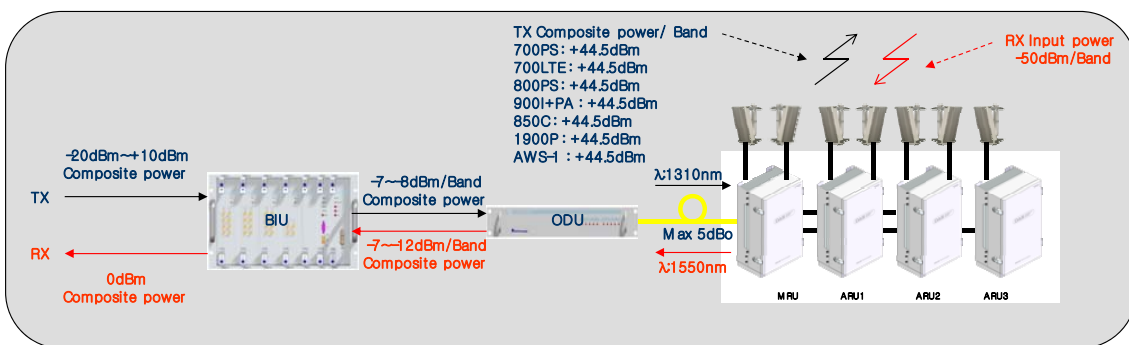 TX Composite power/ Band
700PS: +44.5dBm
700LTE: +44.5dBm
800PS: +44.5dBm
900I+PA : +44.5dBm
850C: +44.5dBm
1900P: +44.5dBm
AWS-1 : +44.5dBm
RX Input power
-50dBm/Band
-20dBm~+10dBm
Composite power
TX
BIU
-7~-8dBm/Band
Composite power
ODU
λ:1310nm
Max 5dBo
λ:1550nm
RX
-7~-12dBm/Band
Composite power
0dBm
Composite power
MRU
ARU1
ARU2
ARU3